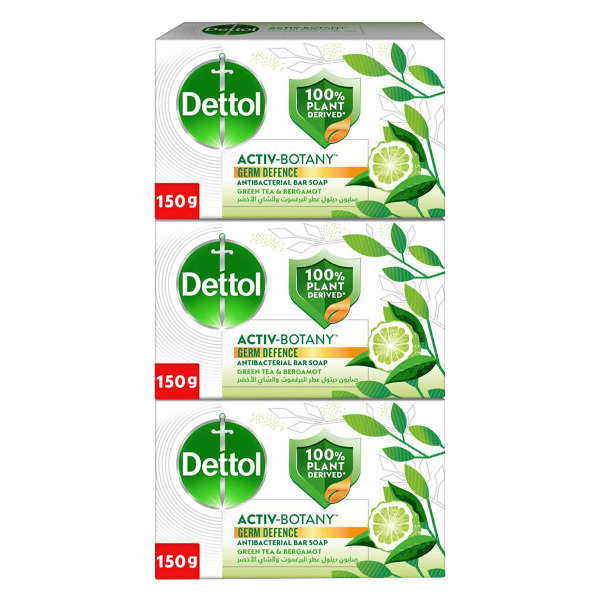 Dettol
100%
PLANT
DERIVED*
ACTIV-BOTANY™
GERM DEFENCE
ANTIBACTERIAL BAR SOAP
GREEN TEA & BERGAMOT
صابون ديتول عطر البرغموت والشاي الأخضر
150g
Dettol
100%
PLANT
DERIVED*
ACTIV-BOTANY™
GERM DEFENCE
ANTIBACTERIAL BAR SOAP
GREEN TEA & BERGAMOT
صابون ديتول عطر البرغموت والشاي الأخضر
150g
Dettol
100%
PLANT
DERIVED*
ACTIV-BOTANY™
GERM DEFENCE
ANTIBACTERIAL BAR SOAP
GREEN TEA & BERGAMOT
صابون ديتول عطر البرغموت والشاي الأخضر
150g